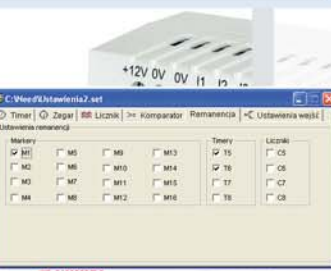 +12V 0V 0V I1 I2
C:\Need\Ustawienia2.set
Timer Zegar Licznik Komparator Remanencja Ustawienia wejść
Ustawienia remanencji
Markery Timery Liczniki
M1 M5 M9 M13 T5 C5
M2 M6 M10 M14 T6 C6
M3 M7 M11 M15 T7 C7
M4 M8 M12 M16 T8 C8